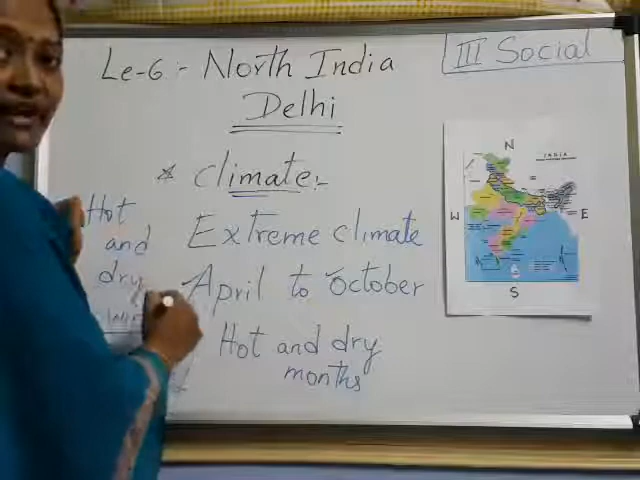 Le-6:- North India
III Social
Delhi
* climate:-
Extreme climate
April to october
Hot and dry
months
Hot
and
dry
N
INDIA
W
E
S